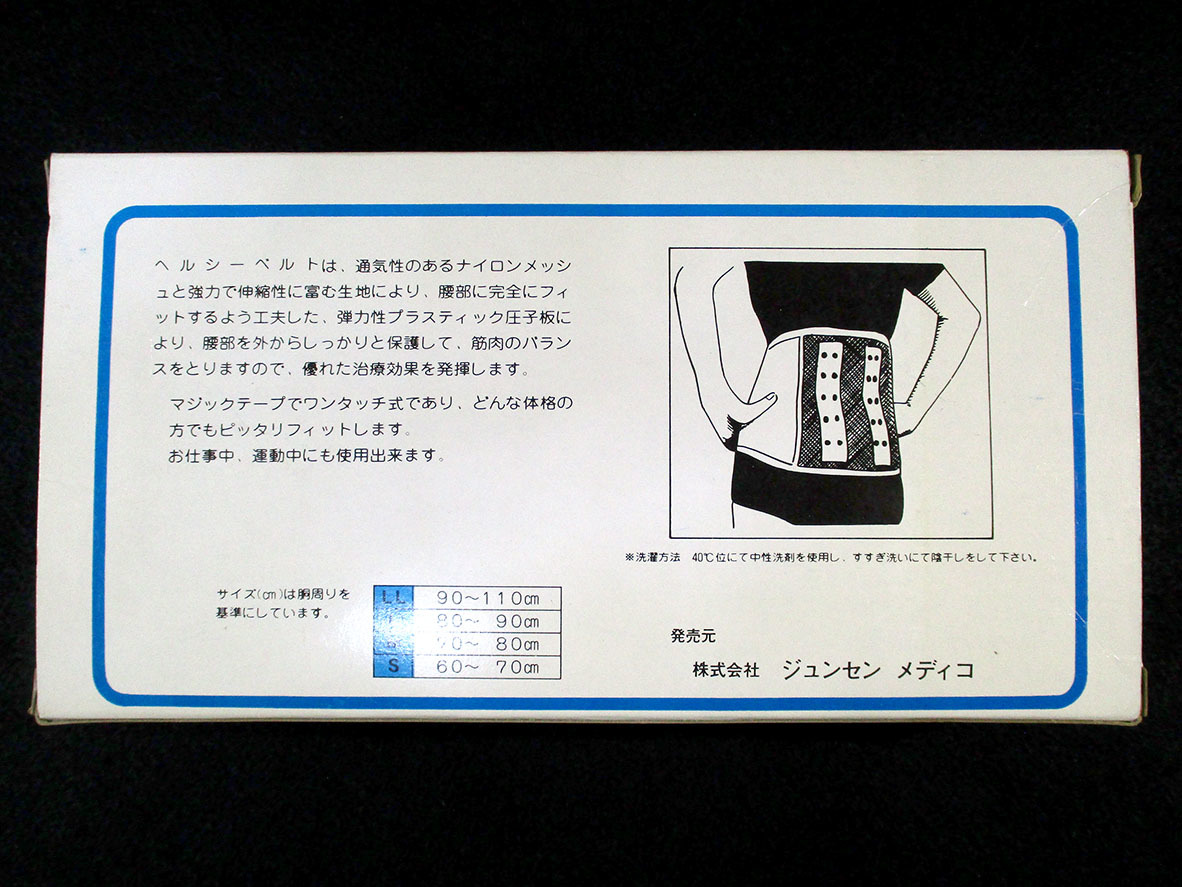 ヘルシーベルトは、通気性のあるナイロンメッシ
ュと強力で伸縮性に富む生地により、腰部に完全にフィ
ットするよう工夫した、弾力性プラスティック圧子板に
より、腰部を外からしっかりと保護して、筋肉のバラン
スをとりますので、優れた治療効果を発揮します。
マジックテープでワンタッチ式であり、どんな体格の
方でもピッタリフィットします。
お仕事中、運動中にも使用出来ます。
※洗濯方法 40℃位にて中性洗剤を使用し、すすぎ洗いにて陰干しをして下さい。
サイズ(cm)は胴周りを
基準にしています。
LL 90〜110cm
L 80〜 90cm
70〜 80cm
S 60〜 70cm
発売元
株式会社 ジュンセン メディコ